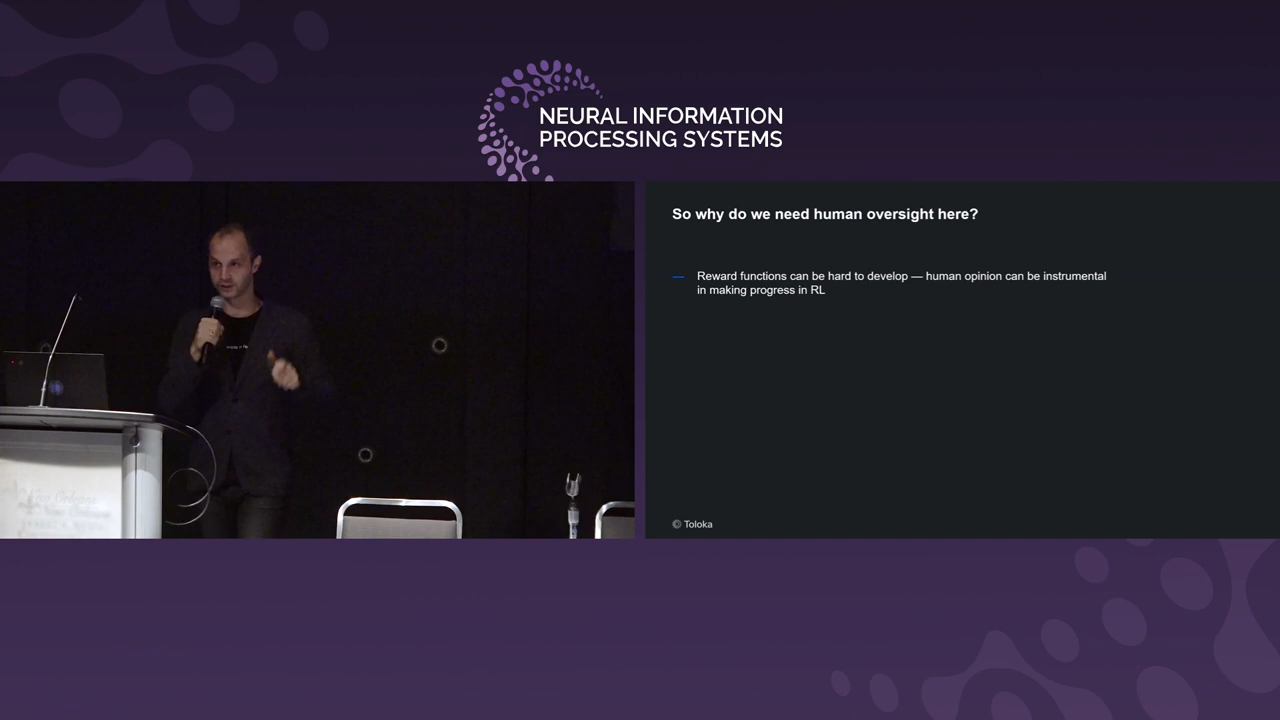 NEURAL INFORMATION
PROCESSING SYSTEMS
So why do we need human oversight here?
— Reward functions can be hard to develop — human opinion can be instrumental
in making progress in RL
Toloka